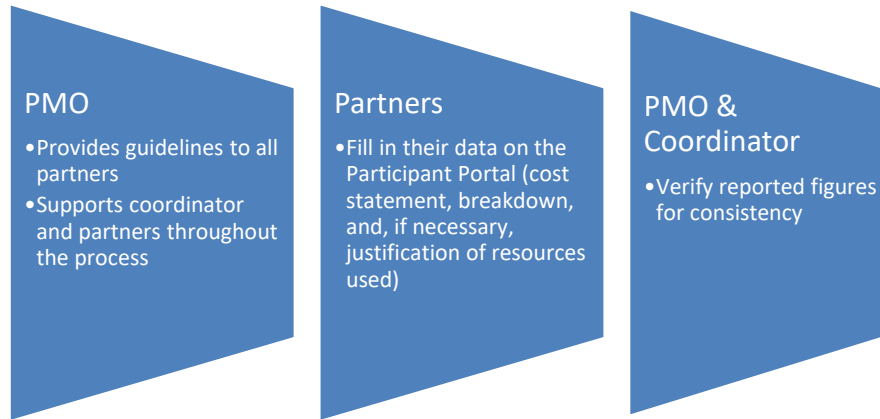 PMO
•Provides guidelines to all
partners
•Supports coordinator
and partners throughout
the process
Partners
•Fill in their data on the
Participant Portal (cost
statement, breakdown,
and, if necessary,
justification of resources
used)
PMO &
Coordinator
•Verify reported figures
for consistency